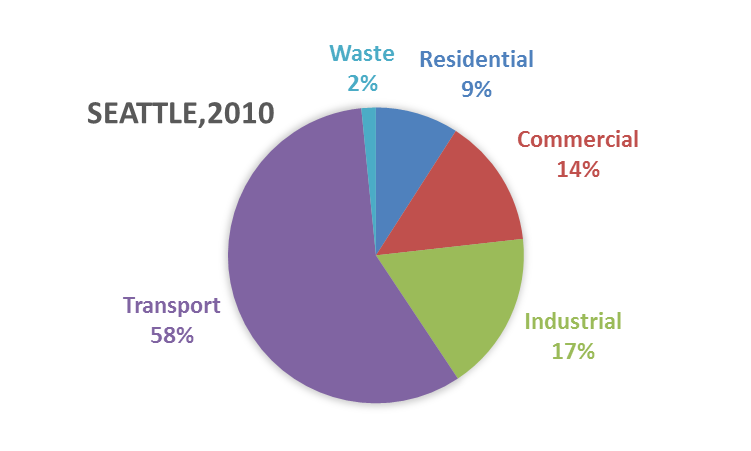 SEATTLE,2010
Waste
2%
Residential
9%
Commercial
14%
Industrial
17%
Transport
58%